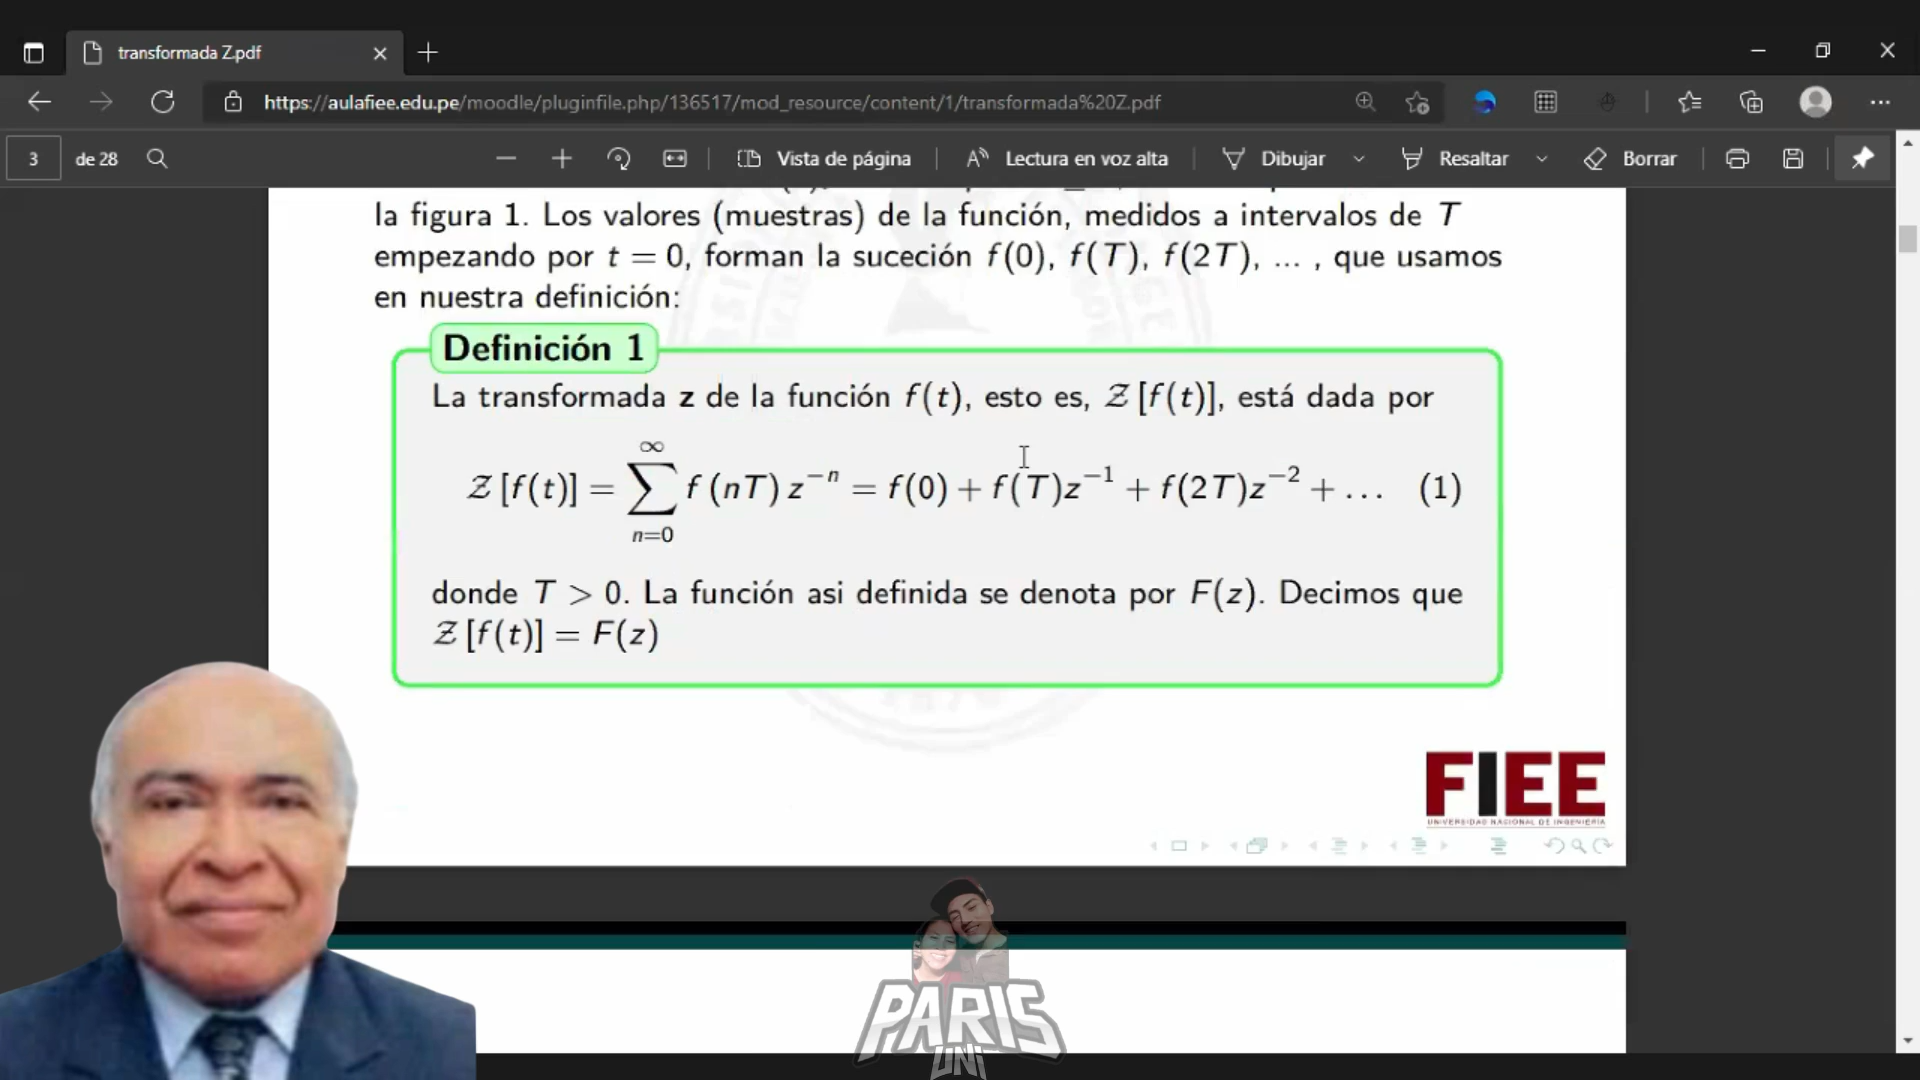 transformada Z.pdf
https://aulafiee.edu.pe/moodle/pluginfile.php/136517/mod_resource/content/1/transformada%20Z.pdf
3 de 28 Vista de página Lectura en voz alta Dibujar Resaltar Borrar
la figura 1. Los valores (muestras) de la función, medidos a intervalos de T
empezando por t = 0, forman la suceción f(0), f(T), f(2T), ... , que usamos
en nuestra definición:
Definición 1
La transformada z de la función f(t), esto es, Z [f(t)], está dada por
Z [f(t)] = ∑_{n=0}^{∞} f (nT) z^{−n} = f(0) + f(T)z^{−1} + f(2T)z^{−2} + ... (1)
donde T > 0. La función asi definida se denota por F(z). Decimos que
Z [f(t)] = F(z)
FIEE
UNIVERSIDAD NACIONAL DE INGENIERÍA
PARIS
UNI